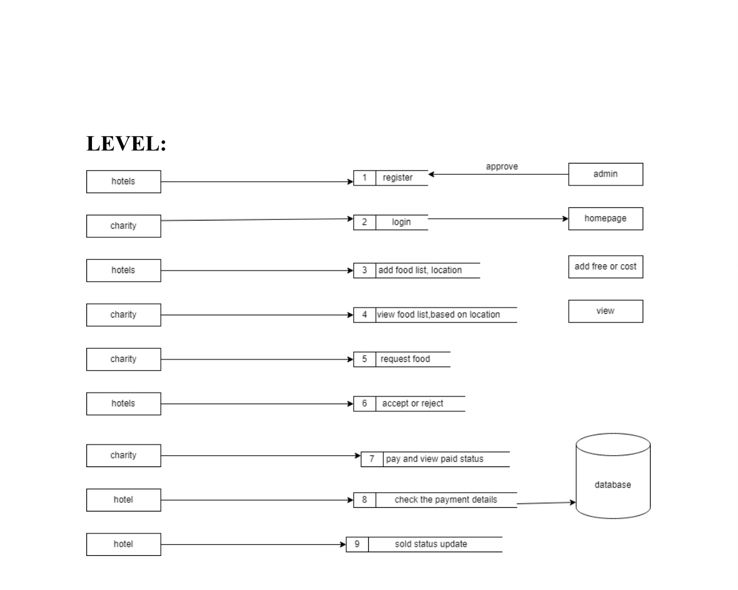 LEVEL:
hotels 1 register approve admin
charity 2 login homepage
hotels 3 add food list, location add free or cost
charity 4 view food list,based on location view
charity 5 request food
hotels 6 accept or reject
charity 7 pay and view paid status
hotel 8 check the payment details database
hotel 9 sold status update